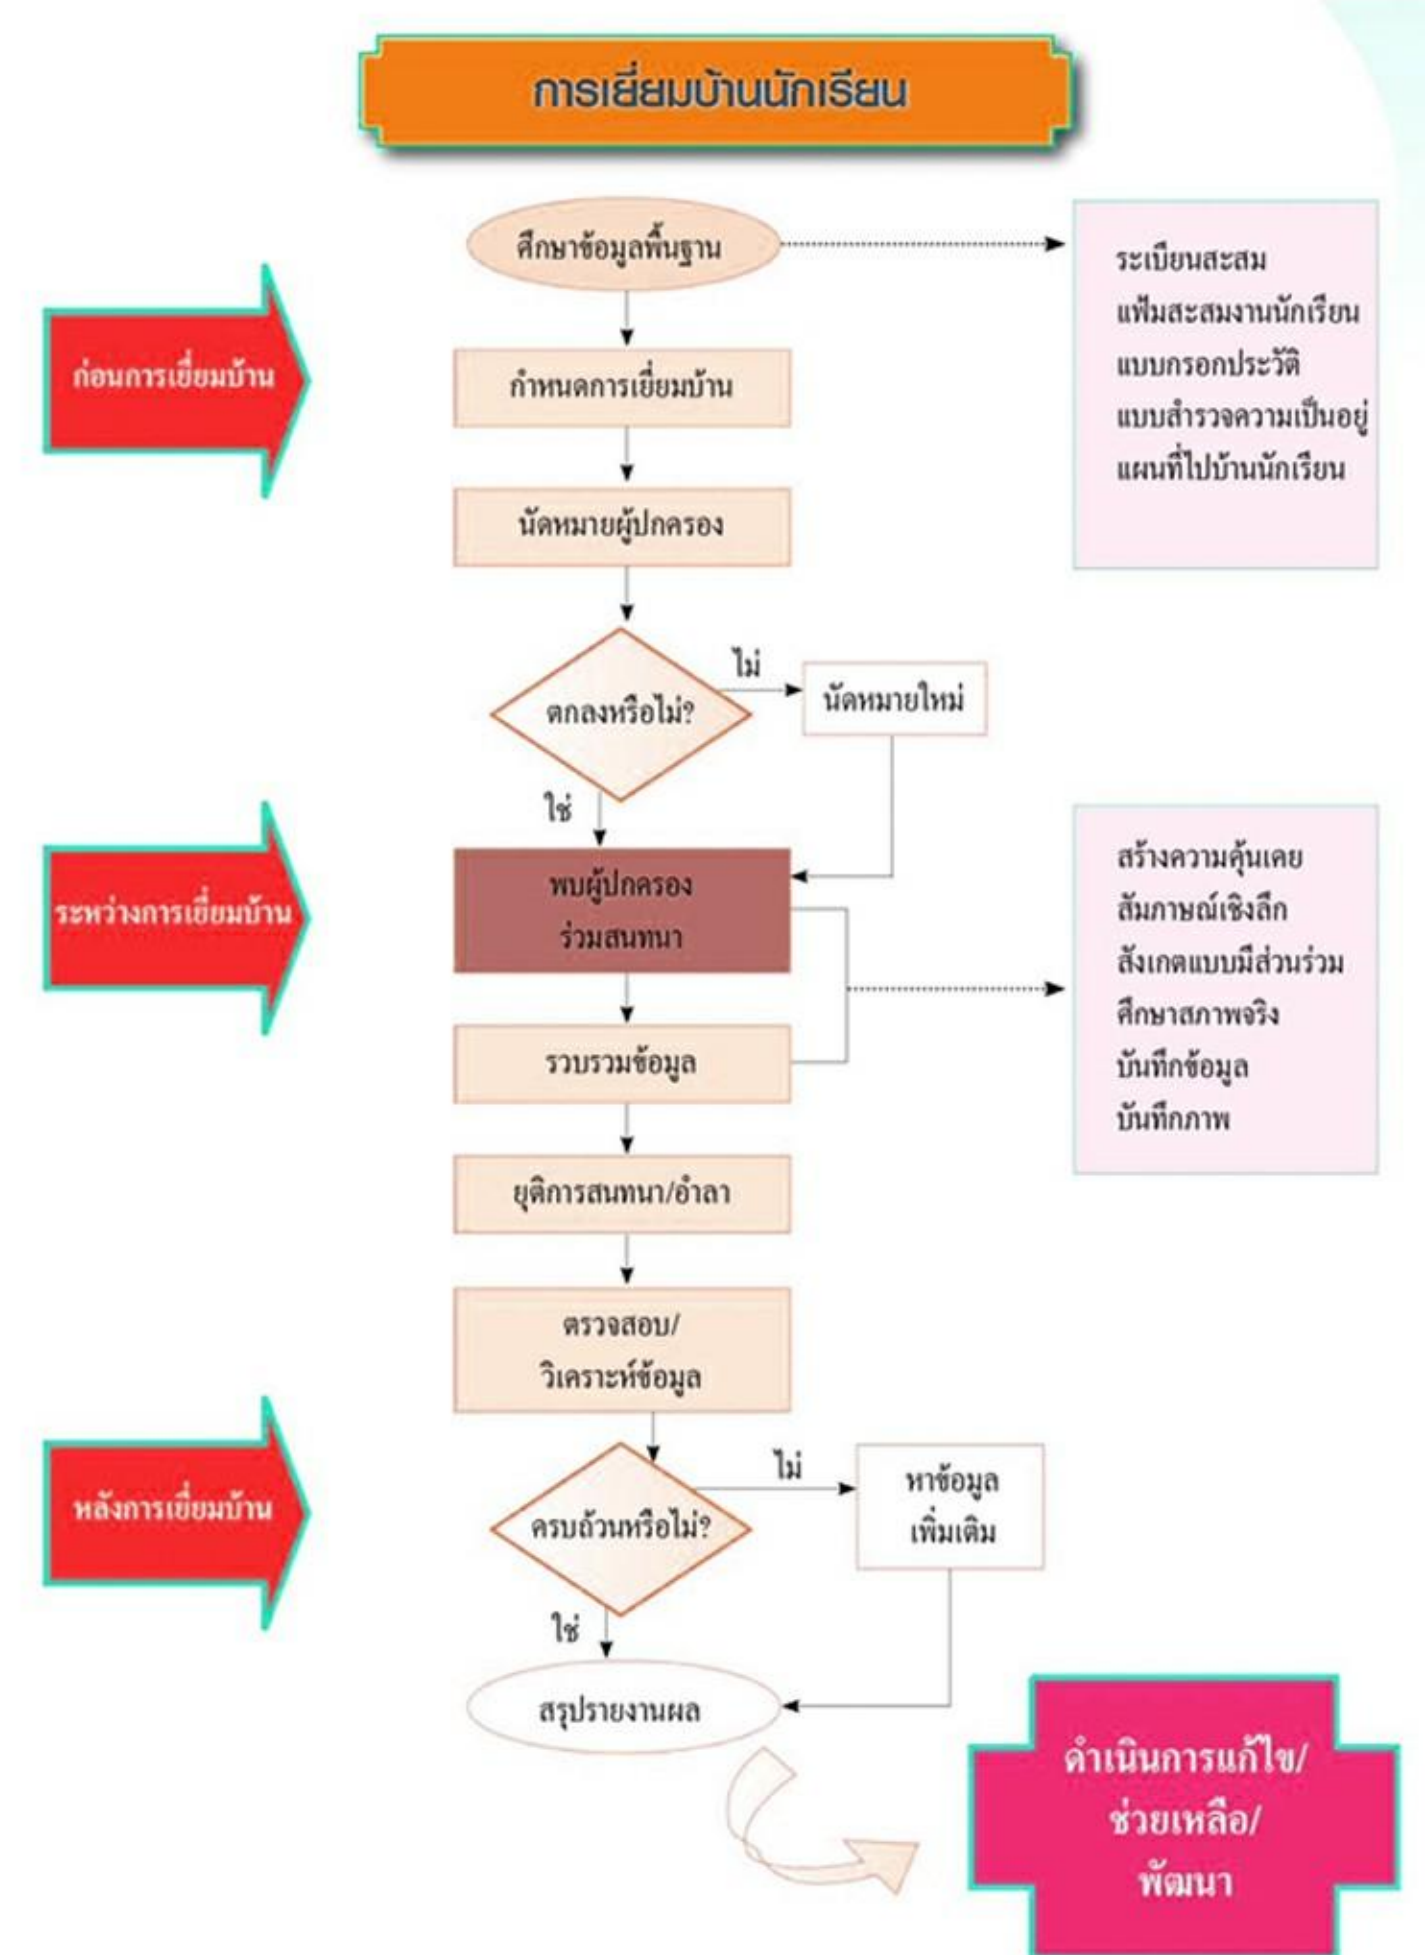 การเยี่ยมบ้านนักเรียน
ก่อนการเยี่ยมบ้าน
ศึกษาข้อมูลพื้นฐาน
ระเบียนสะสม
แฟ้มสะสมงานนักเรียน
แบบกรอกประวัติ
แบบสำรวจความเป็นอยู่
แผนที่ไปบ้านนักเรียน
กำหนดการเยี่ยมบ้าน
นัดหมายผู้ปกครอง
ตกลงหรือไม่?
ไม่
นัดหมายใหม่
ใช่
ระหว่างการเยี่ยมบ้าน
พบผู้ปกครอง
ร่วมสนทนา
สร้างความคุ้นเคย
สัมภาษณ์เชิงลึก
สังเกตแบบมีส่วนร่วม
ศึกษาสภาพจริง
บันทึกข้อมูล
บันทึกภาพ
รวบรวมข้อมูล
ยุติการสนทนา/อำลา
ตรวจสอบ/
วิเคราะห์ข้อมูล
หลังการเยี่ยมบ้าน
ครบถ้วนหรือไม่?
ไม่
หาข้อมูล
เพิ่มเติม
ใช่
สรุปรายงานผล
ดำเนินการแก้ไข/
ช่วยเหลือ/
พัฒนา